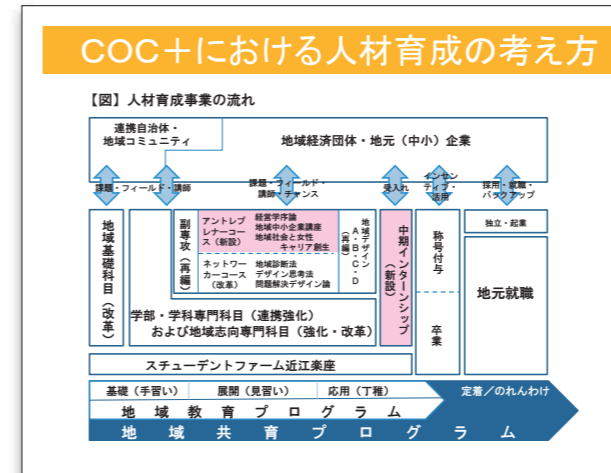 COC+における人材育成の考え方
【図】人材育成事業の流れ
連携自治体・
地域コミュニティ
地域経済団体・地元（中小）企業
課題・フィールド・講師
課題・フィールド・
講師・チャンス
受入れ
インセン
ティブ・
活用
採用・就職・
バックアップ
地域基礎科目（改革）
副専攻（再編）
アントレプ
レナーコー
ス（新設）
経営学序論
地域中小企業講座
地域社会と女性
キャリア創生
ネットワー
カーコース
（改革）
地域診断法
デザイン思考法
問題解決デザイン論
地域デザイン
A・B・C・D
（再編）
中期インターンシップ
（新設）
称号付与
卒業
独立・起業
地元就職
学部・学科専門科目（連携強化）
および地域志向専門科目（強化・改革）
スチューデントファーム近江楽座
基礎（手習い）
展開（見習い）
応用（丁稚）
定着／のれんわけ
地域教育プログラム
地域共育プログラム